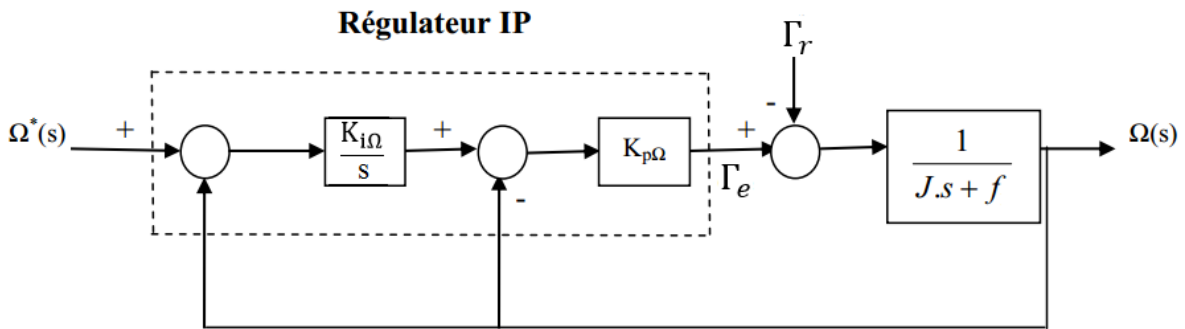 Régulateur IP
Γr
Ω*(s)
+
KiΩ
s
+
-
KpΩ
+
-
Γe
1
J.s + f
Ω(s)